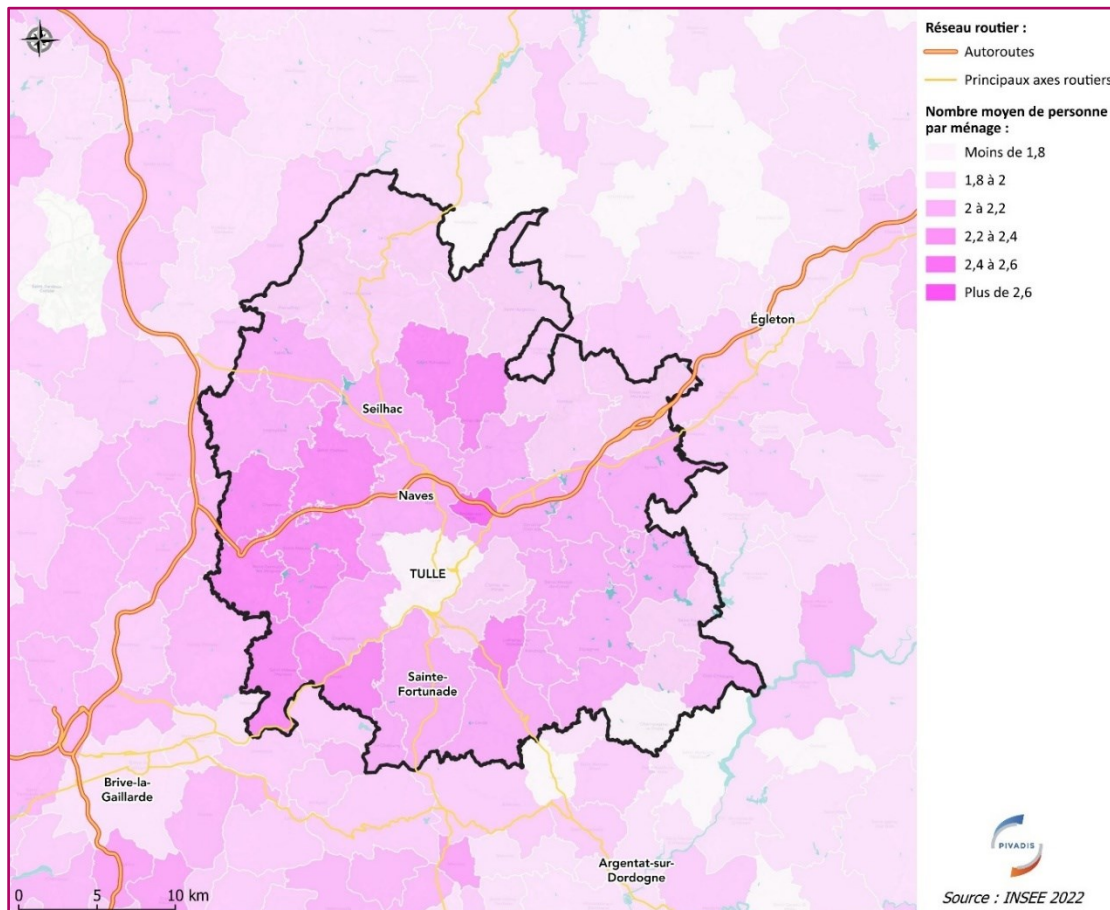 Réseau routier :
Autoroutes
Principaux axes routiers
Nombre moyen de personne
par ménage :
Moins de 1,8
1,8 à 2
2 à 2,2
2,2 à 2,4
2,4 à 2,6
Plus de 2,6
Égleton
Seilhac
Naves
TULLE
Sainte-
Fortunade
Brive-la-
Gaillarde
Argentat-sur-
Dordogne
0 5 10 km
PIVADIS
Source : INSEE 2022